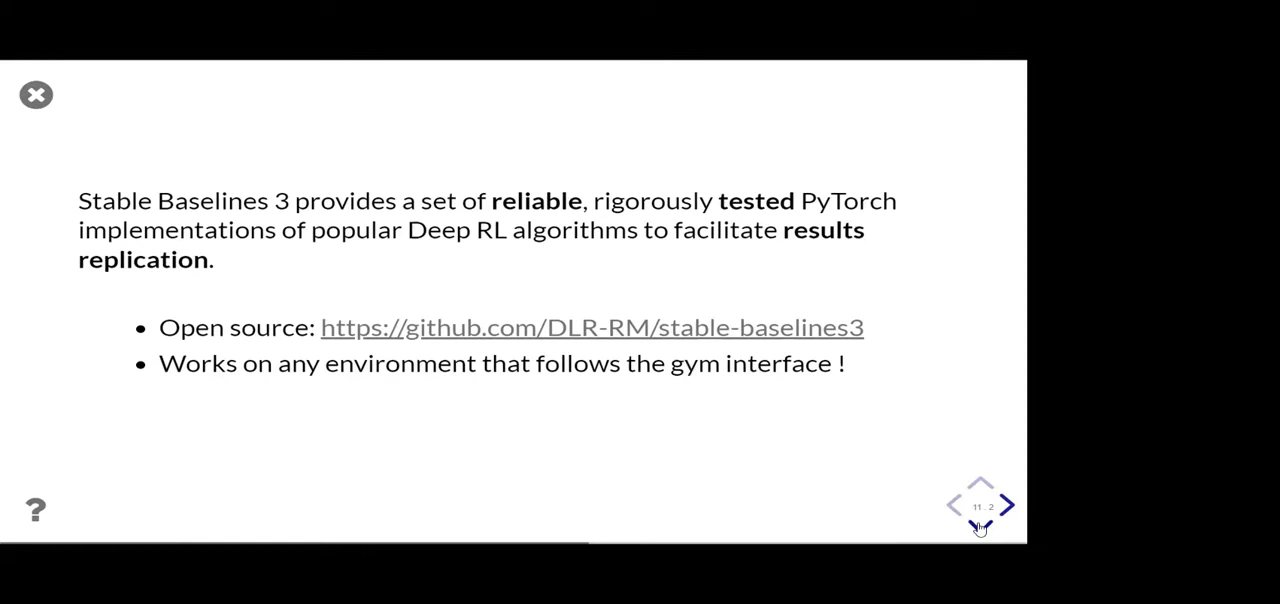 Stable Baselines 3 provides a set of reliable, rigorously tested PyTorch
implementations of popular Deep RL algorithms to facilitate results
replication.
• Open source: https://github.com/DLR-RM/stable-baselines3
• Works on any environment that follows the gym interface !
?
11 . 2